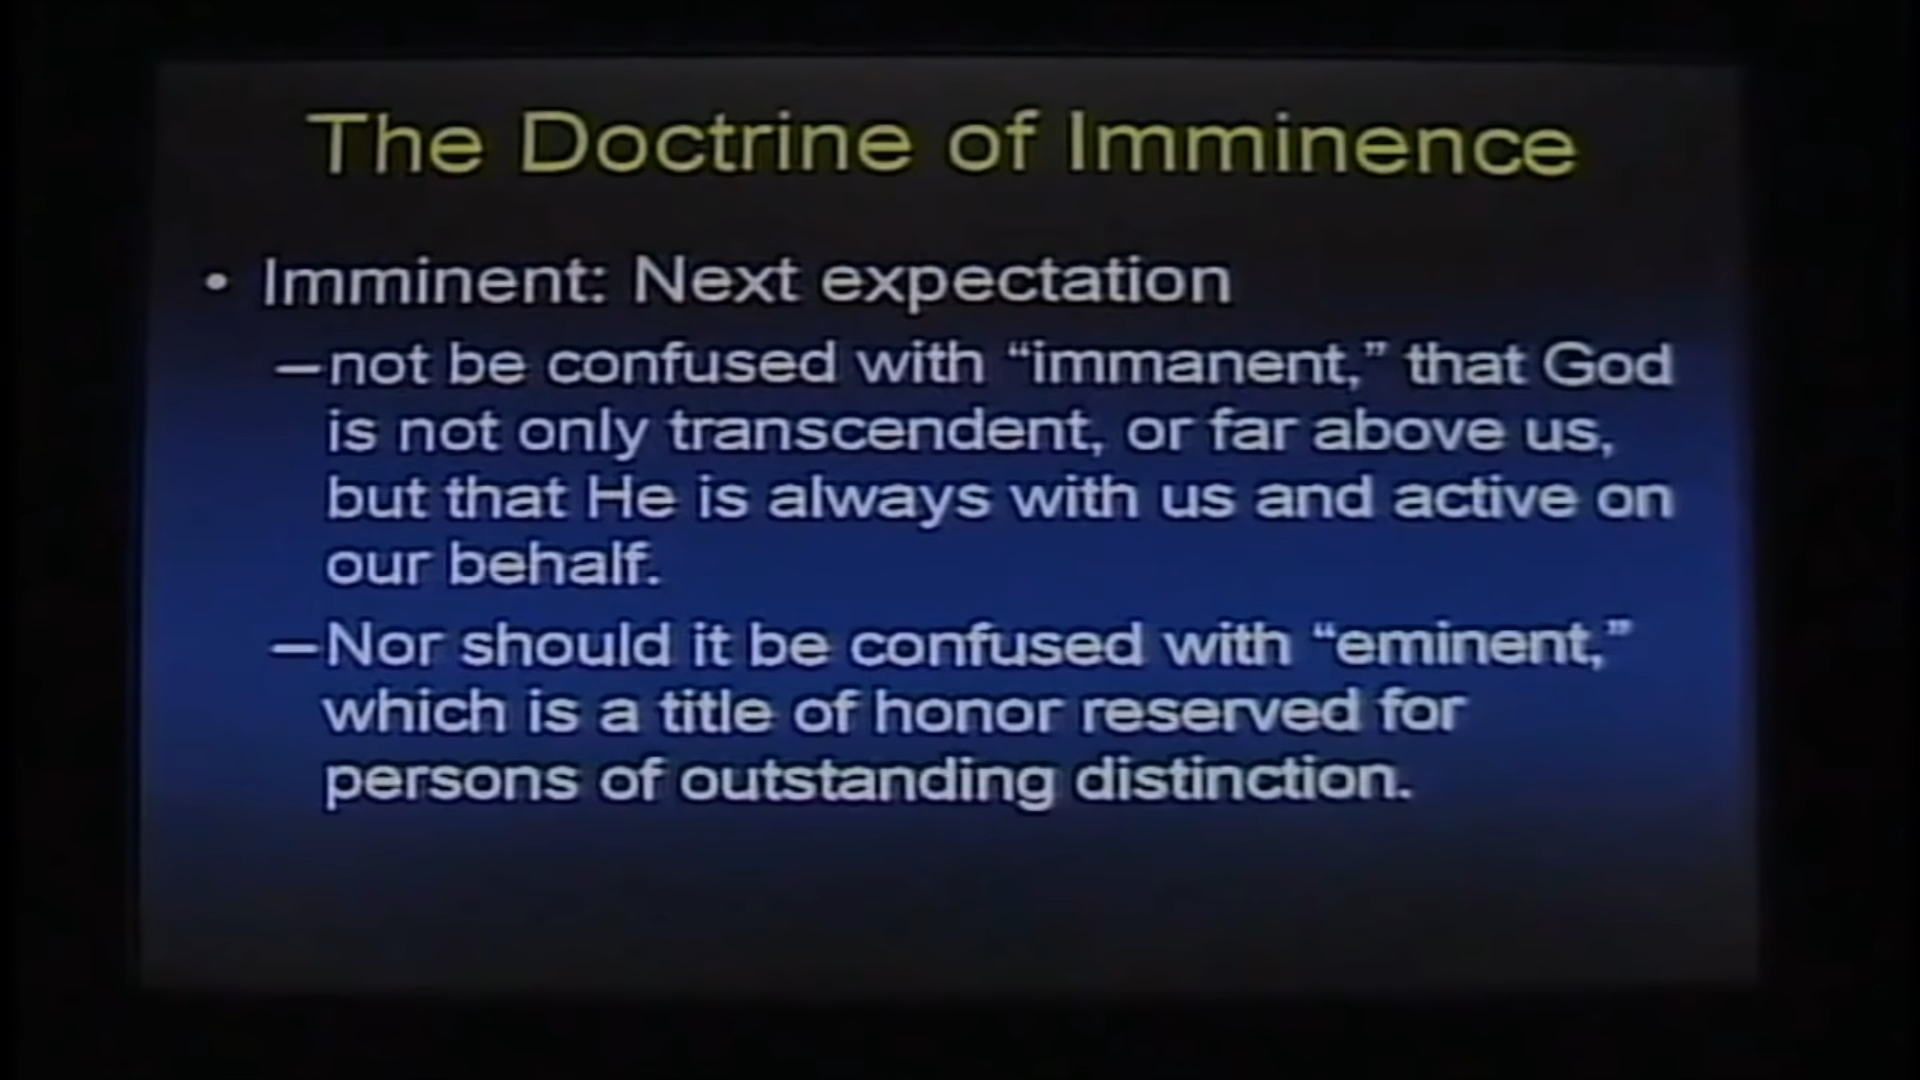 The Doctrine of Imminence
• Imminent: Next expectation
–not be confused with “immanent,” that God
is not only transcendent, or far above us,
but that He is always with us and active on
our behalf.
–Nor should it be confused with “eminent,”
which is a title of honor reserved for
persons of outstanding distinction.